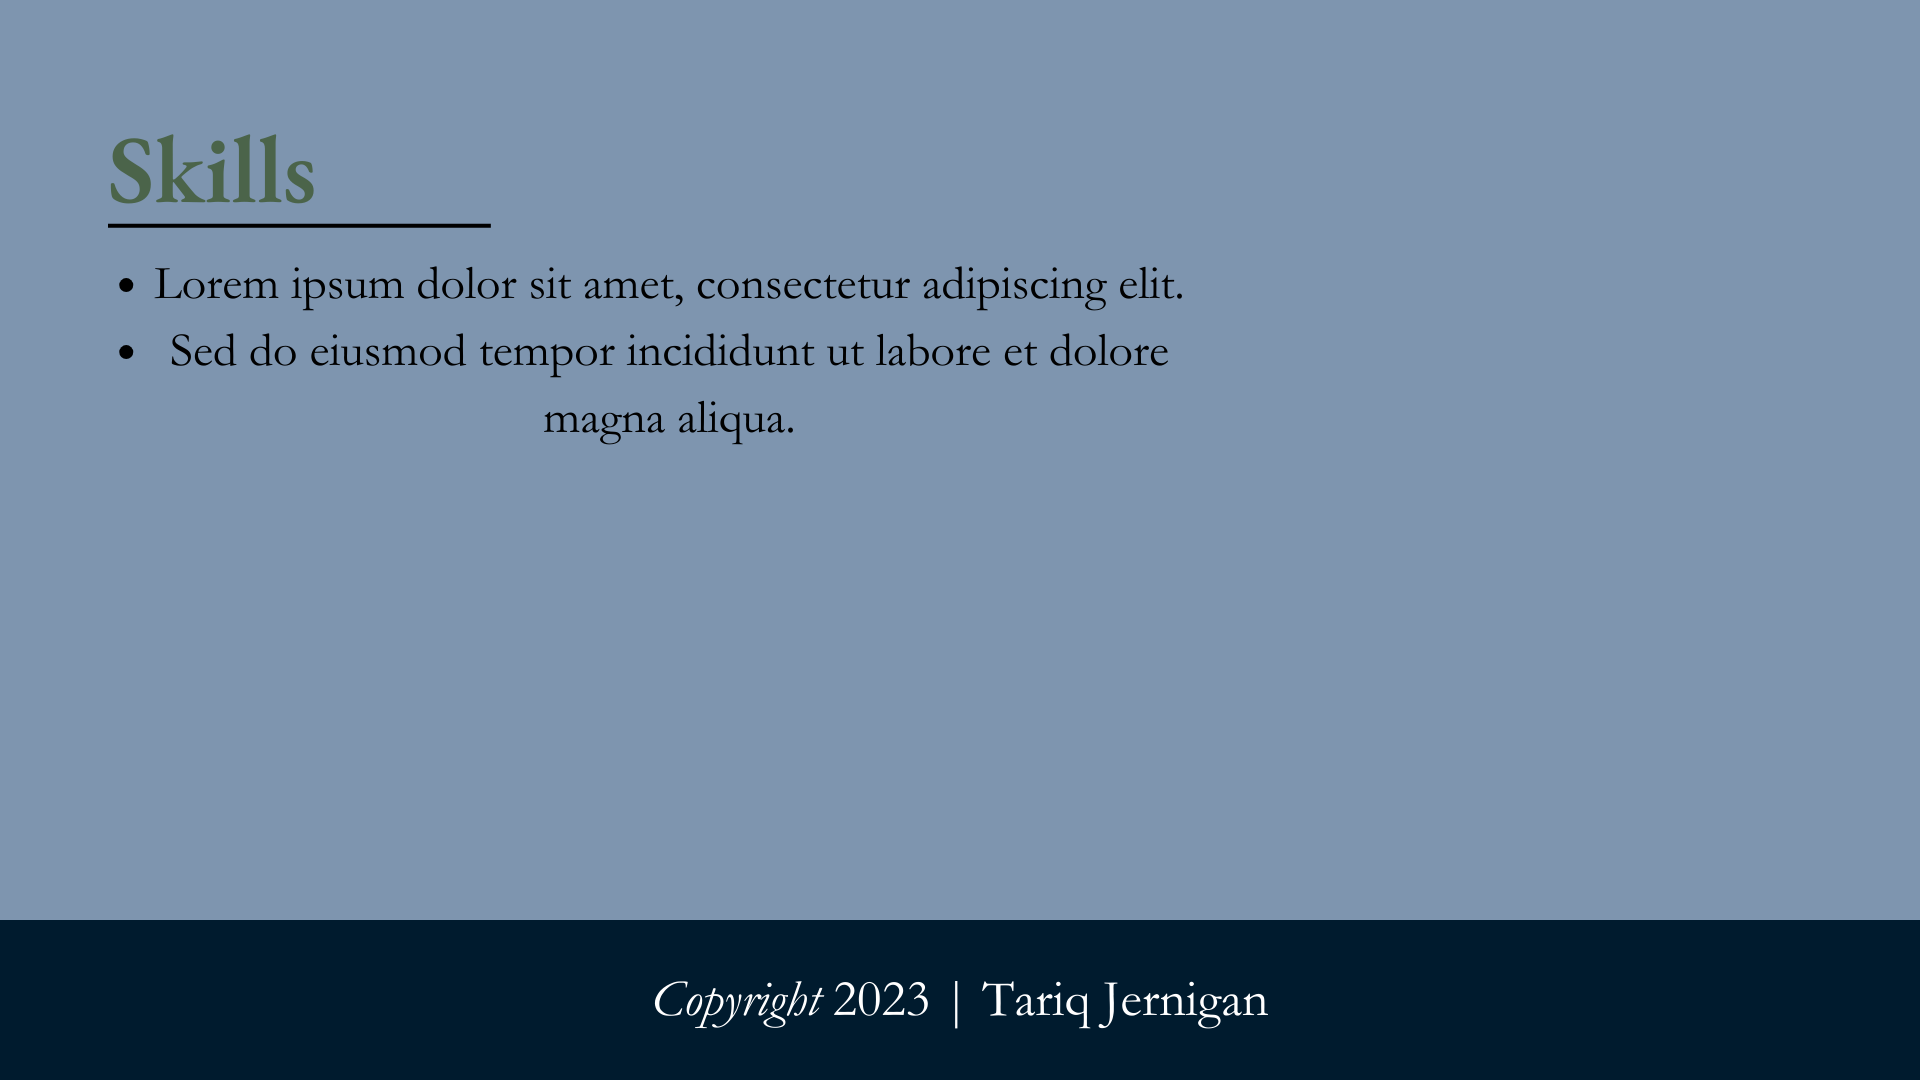 Skills
• Lorem ipsum dolor sit amet, consectetur adipiscing elit.
• Sed do eiusmod tempor incididunt ut labore et dolore
magna aliqua.
Copyright 2023 | Tariq Jernigan